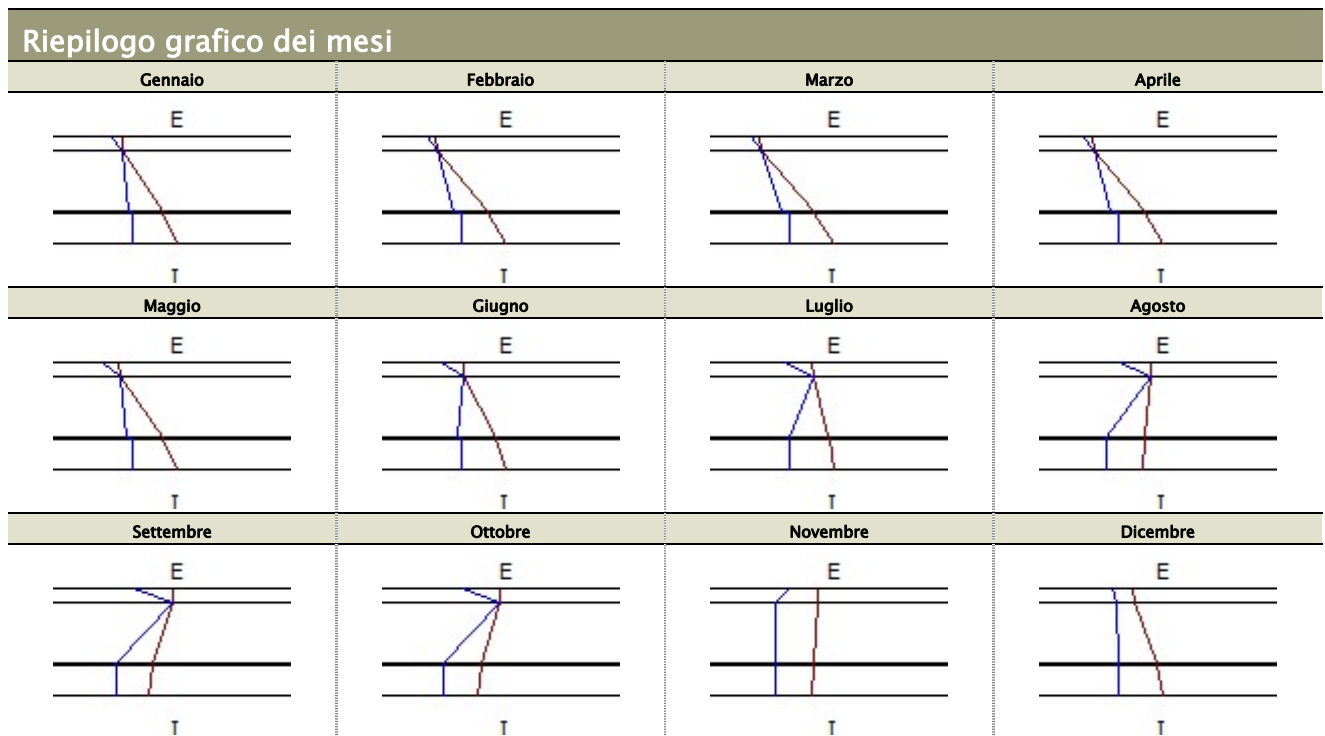 Riepilogo grafico dei mesi
Gennaio Febbraio Marzo Aprile
E E E E
I I I I
Maggio Giugno Luglio Agosto
E E E E
I I I I
Settembre Ottobre Novembre Dicembre
E E E E
I I I I